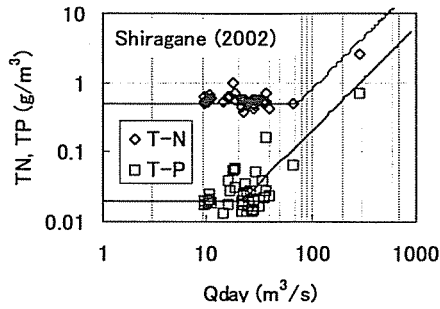 Shiragane (2002)
TN, TP (g/m³)
10
1
0.1
0.01
T-N
T-P
1 10 100 1000
Qday (m³/s)